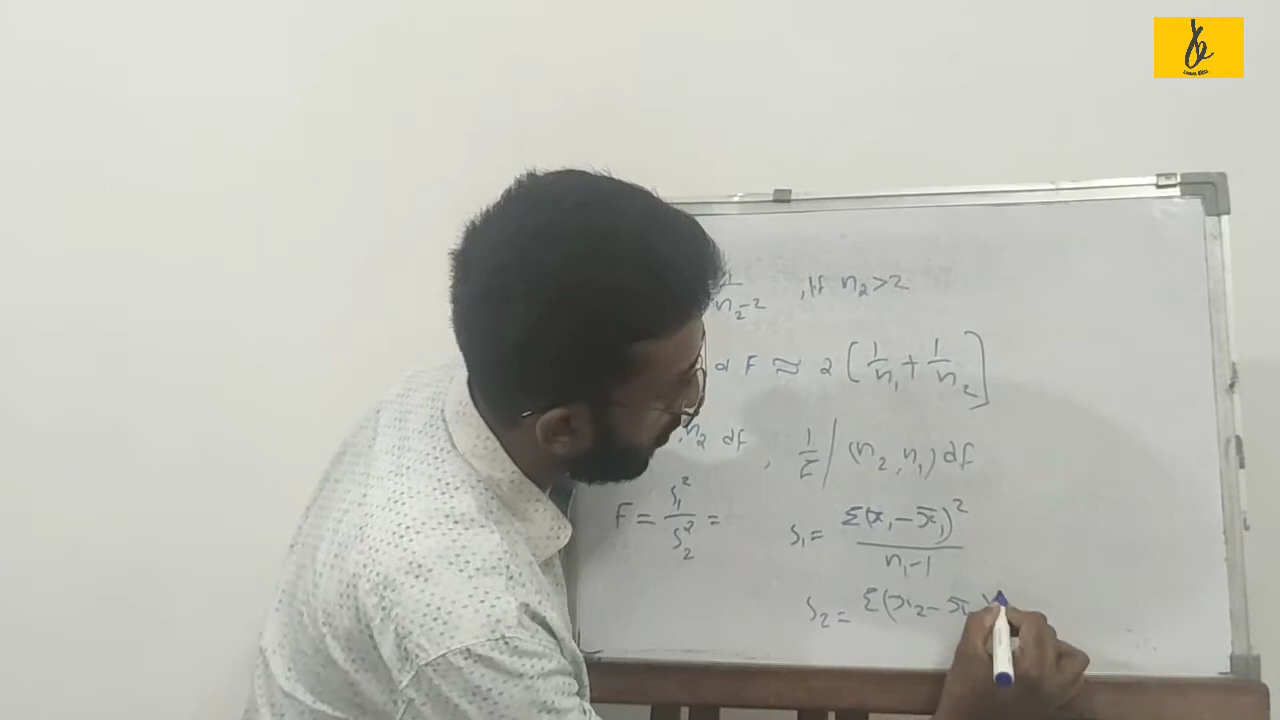 1/n₂-2 , If n₂>2
F ≈ 2 [1/n₁ + 1/n₂]
, n₂ df , 1/F / (n₂, n₁) df
F = S₁²/S₂² = S₁ = Σ(x₁-x̄₁)²/n₁-1
S₂ = Σ(x₂-x̄